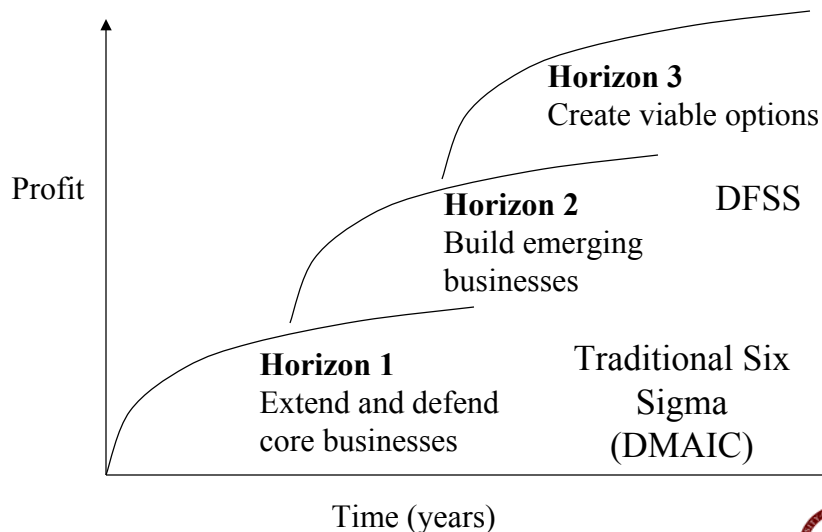 Horizon 3
Create viable options
Profit
Horizon 2
Build emerging
businesses
DFSS
Horizon 1
Extend and defend
core businesses
Traditional Six
Sigma
(DMAIC)
Time (years)